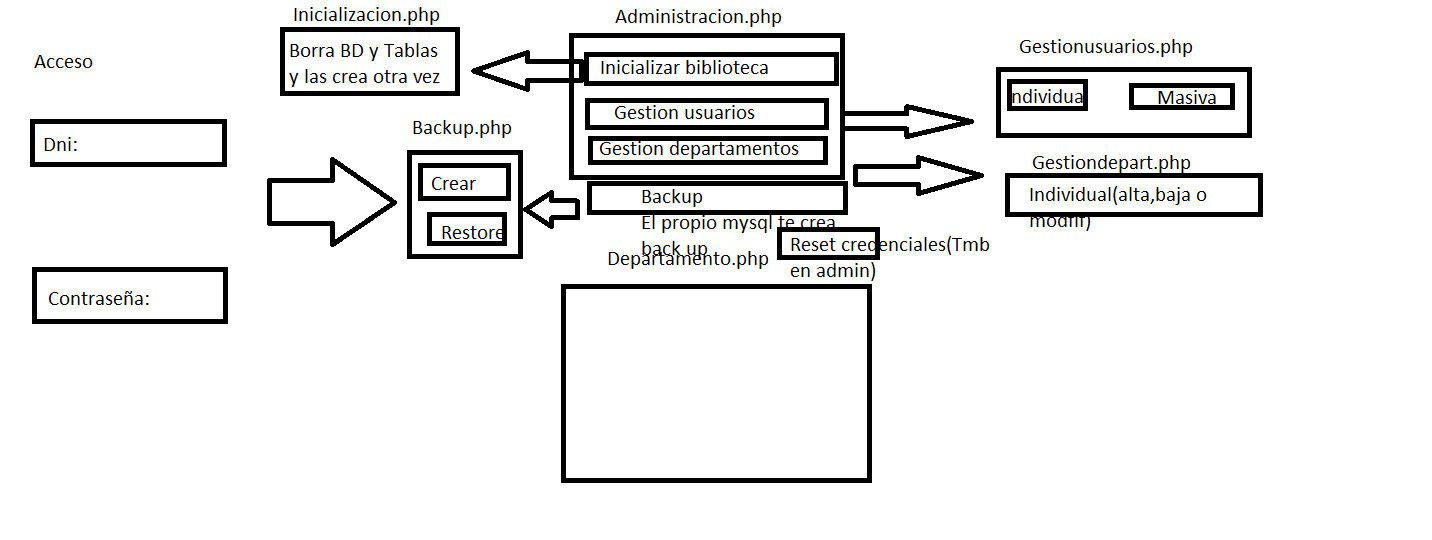 Acceso
Dni:
Contraseña:
Inicializacion.php
Borra BD y Tablas
y las crea otra vez
Backup.php
Crear
Restore
Administracion.php
Inicializar biblioteca
Gestion usuarios
Gestion departamentos
Backup
El propio mysql te crea
back up
Reset credenciales(Tmb
en admin)
Departamento.php
Gestionusuarios.php
ndividua
Masiva
Gestiondepart.php
Individual(alta,baja o
modfif)